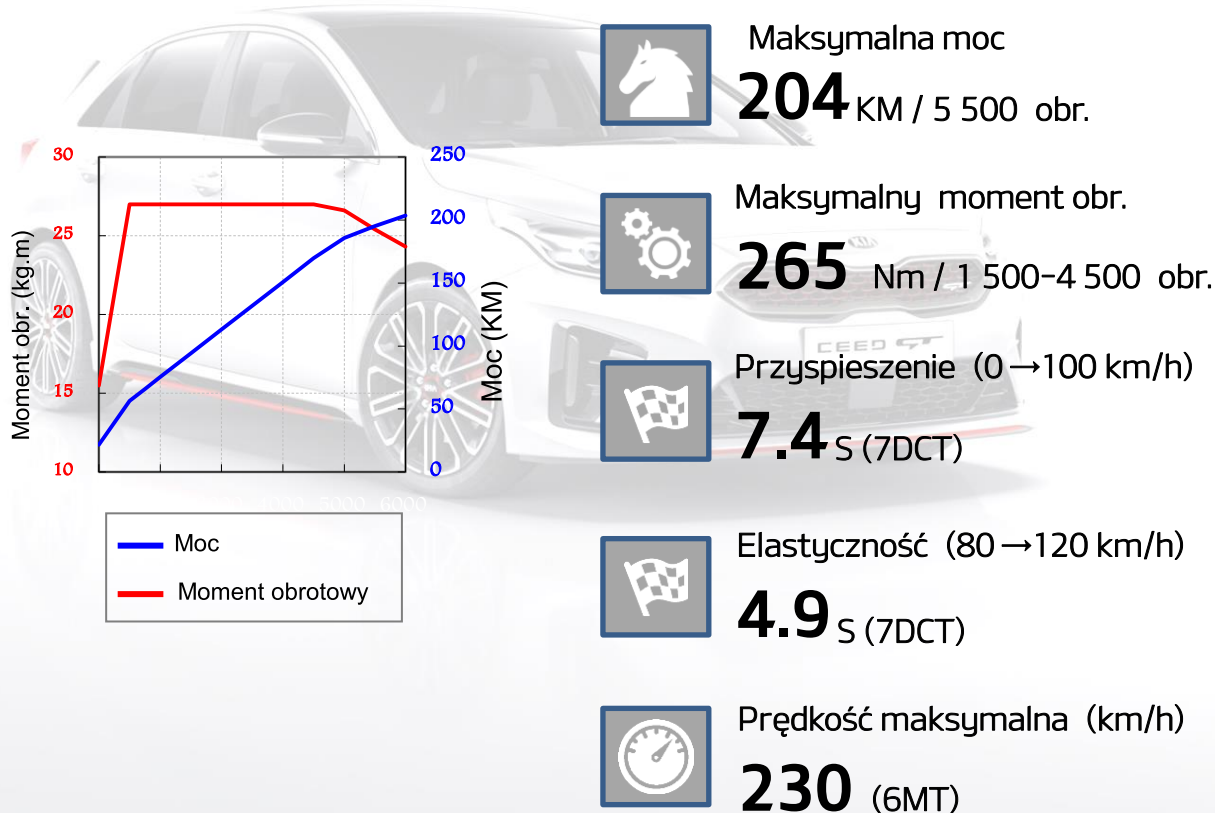 Maksymalna moc
204 KM / 5 500 obr.
Maksymalny moment obr.
265 Nm / 1 500-4 500 obr.
Przyspieszenie (0→100 km/h)
7.4 S (7DCT)
Elastyczność (80→120 km/h)
4.9 S (7DCT)
Prędkość maksymalna (km/h)
230 (6MT)
Moment obr. (kg.m)
30
25
20
15
10
Moc (KM)
250
200
150
100
50
0
5000 6000
Moc
Moment obrotowy
KIA
CEED GT